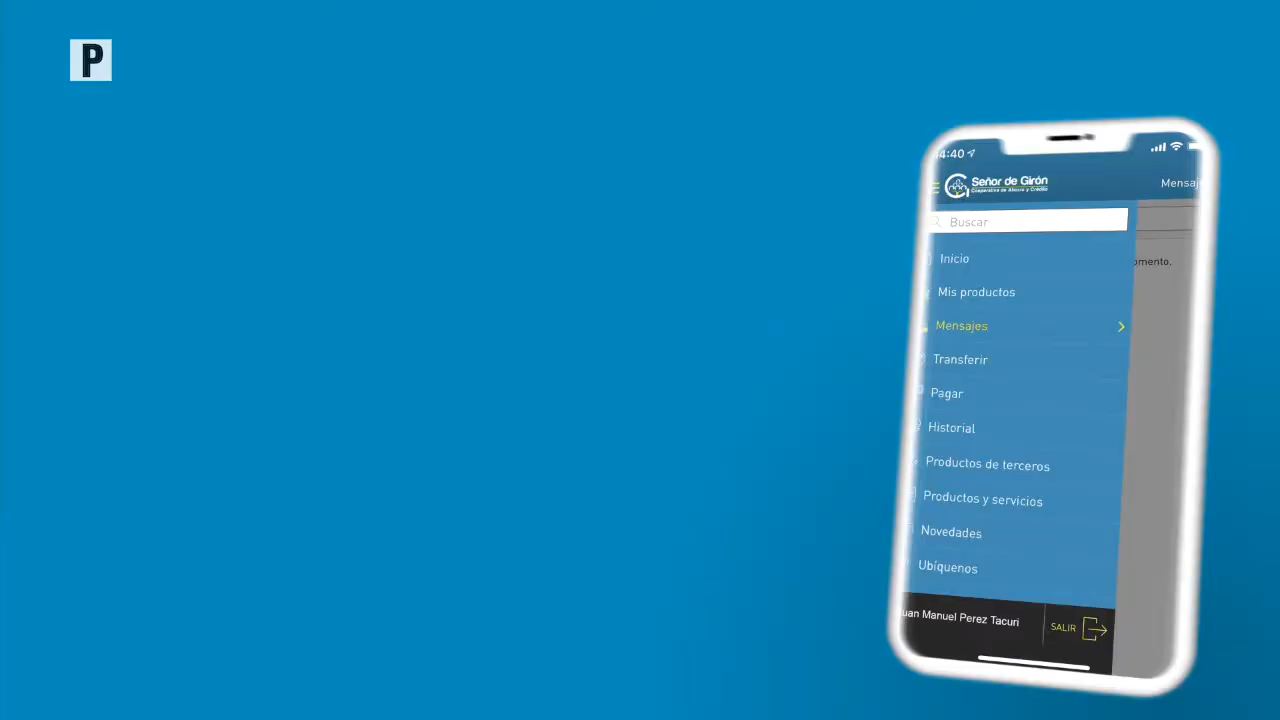 P
4:40
Señor de Girón
Cooperativa de Ahorro y Crédito
Mensaj
Buscar
Inicio
omento.
Mis productos
Mensajes
Transferir
Pagar
Historial
Productos de terceros
Productos y servicios
Novedades
Ubíquenos
uan Manuel Perez Tacuri
SALIR